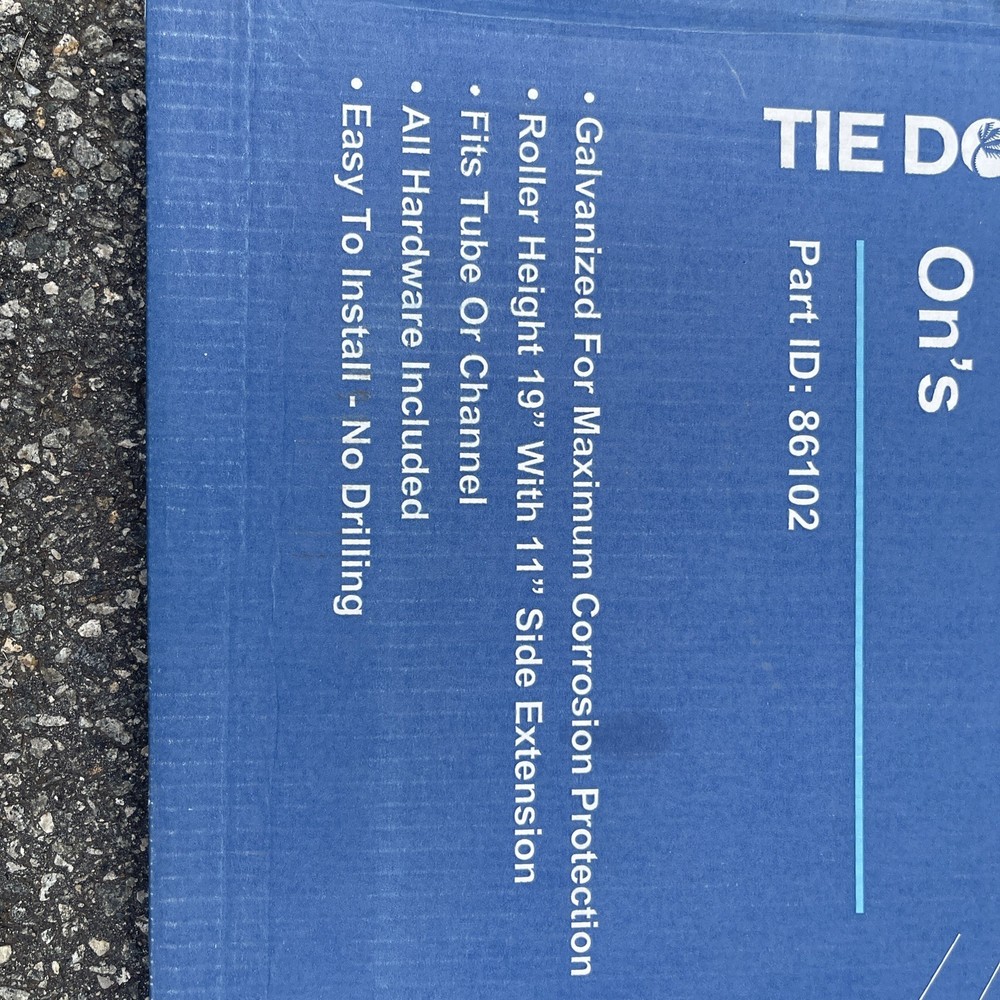 TIE DO
On's
Part ID: 86102
• Galvanized For Maximum Corrosion Protection
• Roller Height 19” With 11” Side Extension
• Fits Tube Or Channel
• All Hardware Included
• Easy To Install - No Drilling